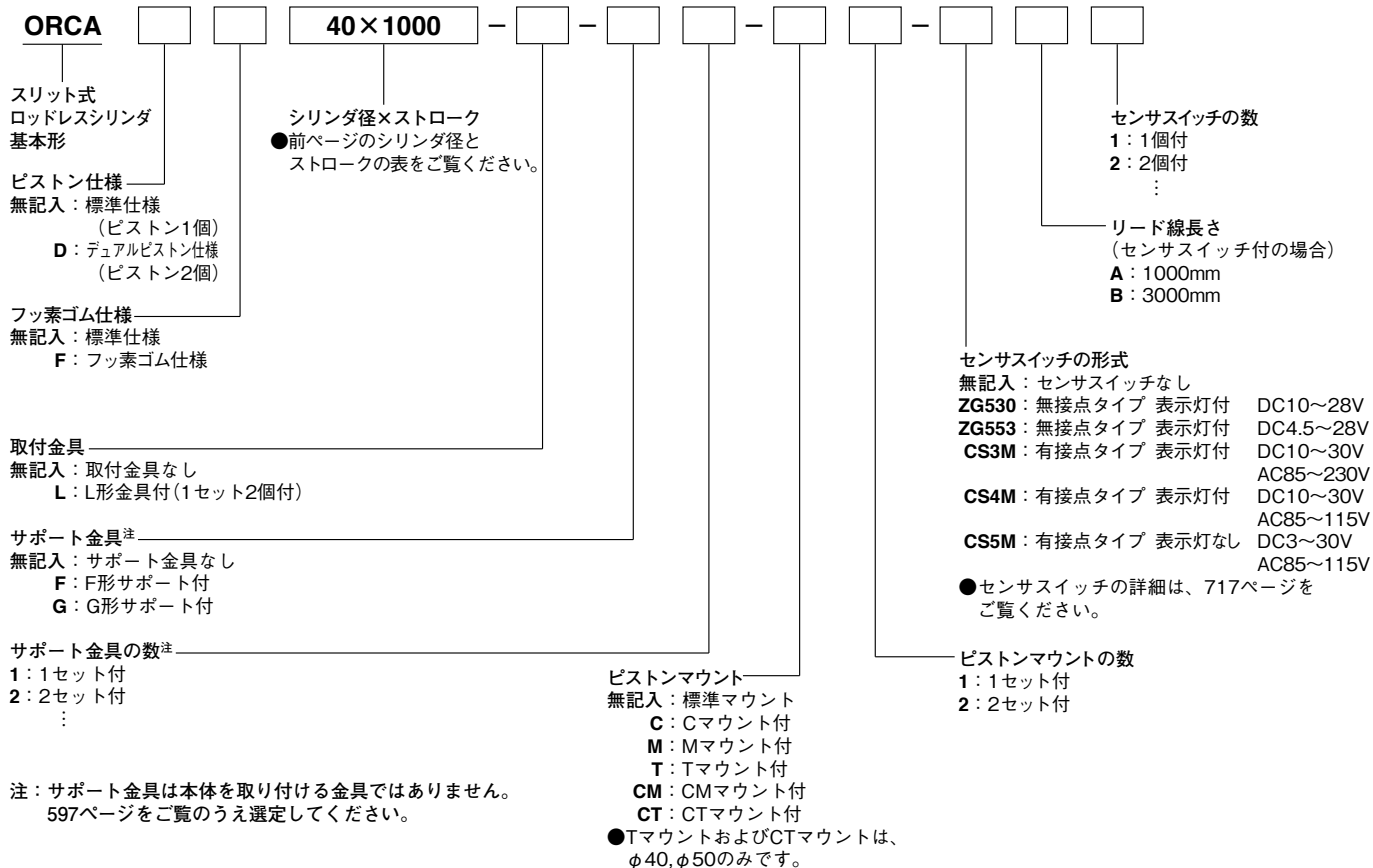 ORCA 40×1000 − − − −
スリット式
ロッドレスシリンダ
基本形
シリンダ径×ストローク
●前ページのシリンダ径と
ストロークの表をご覧ください。
ピストン仕様
無記入：標準仕様
（ピストン1個）
D：デュアルピストン仕様
（ピストン2個）
フッ素ゴム仕様
無記入：標準仕様
F：フッ素ゴム仕様
取付金具
無記入：取付金具なし
L：L形金具付（1セット2個付）
サポート金具注
無記入：サポート金具なし
F：F形サポート付
G：G形サポート付
サポート金具の数注
1：1セット付
2：2セット付
⋮
注：サポート金具は本体を取り付ける金具ではありません。
597ページをご覧のうえ選定してください。
ピストンマウント
無記入：標準マウント
C：Cマウント付
M：Mマウント付
T：Tマウント付
CM：CMマウント付
CT：CTマウント付
●TマウントおよびCTマウントは、
φ40,φ50のみです。
ピストンマウントの数
1：1セット付
2：2セット付
センサスイッチの形式
無記入：センサスイッチなし
ZG530：無接点タイプ 表示灯付 DC10〜28V
ZG553：無接点タイプ 表示灯付 DC4.5〜28V
CS3M：有接点タイプ 表示灯付 DC10〜30V
AC85〜230V
CS4M：有接点タイプ 表示灯付 DC10〜30V
AC85〜115V
CS5M：有接点タイプ 表示灯なし DC3〜30V
AC85〜115V
●センサスイッチの詳細は、717ページを
ご覧ください。
リード線長さ
（センサスイッチ付の場合）
A：1000mm
B：3000mm
センサスイッチの数
1：1個付
2：2個付
⋮